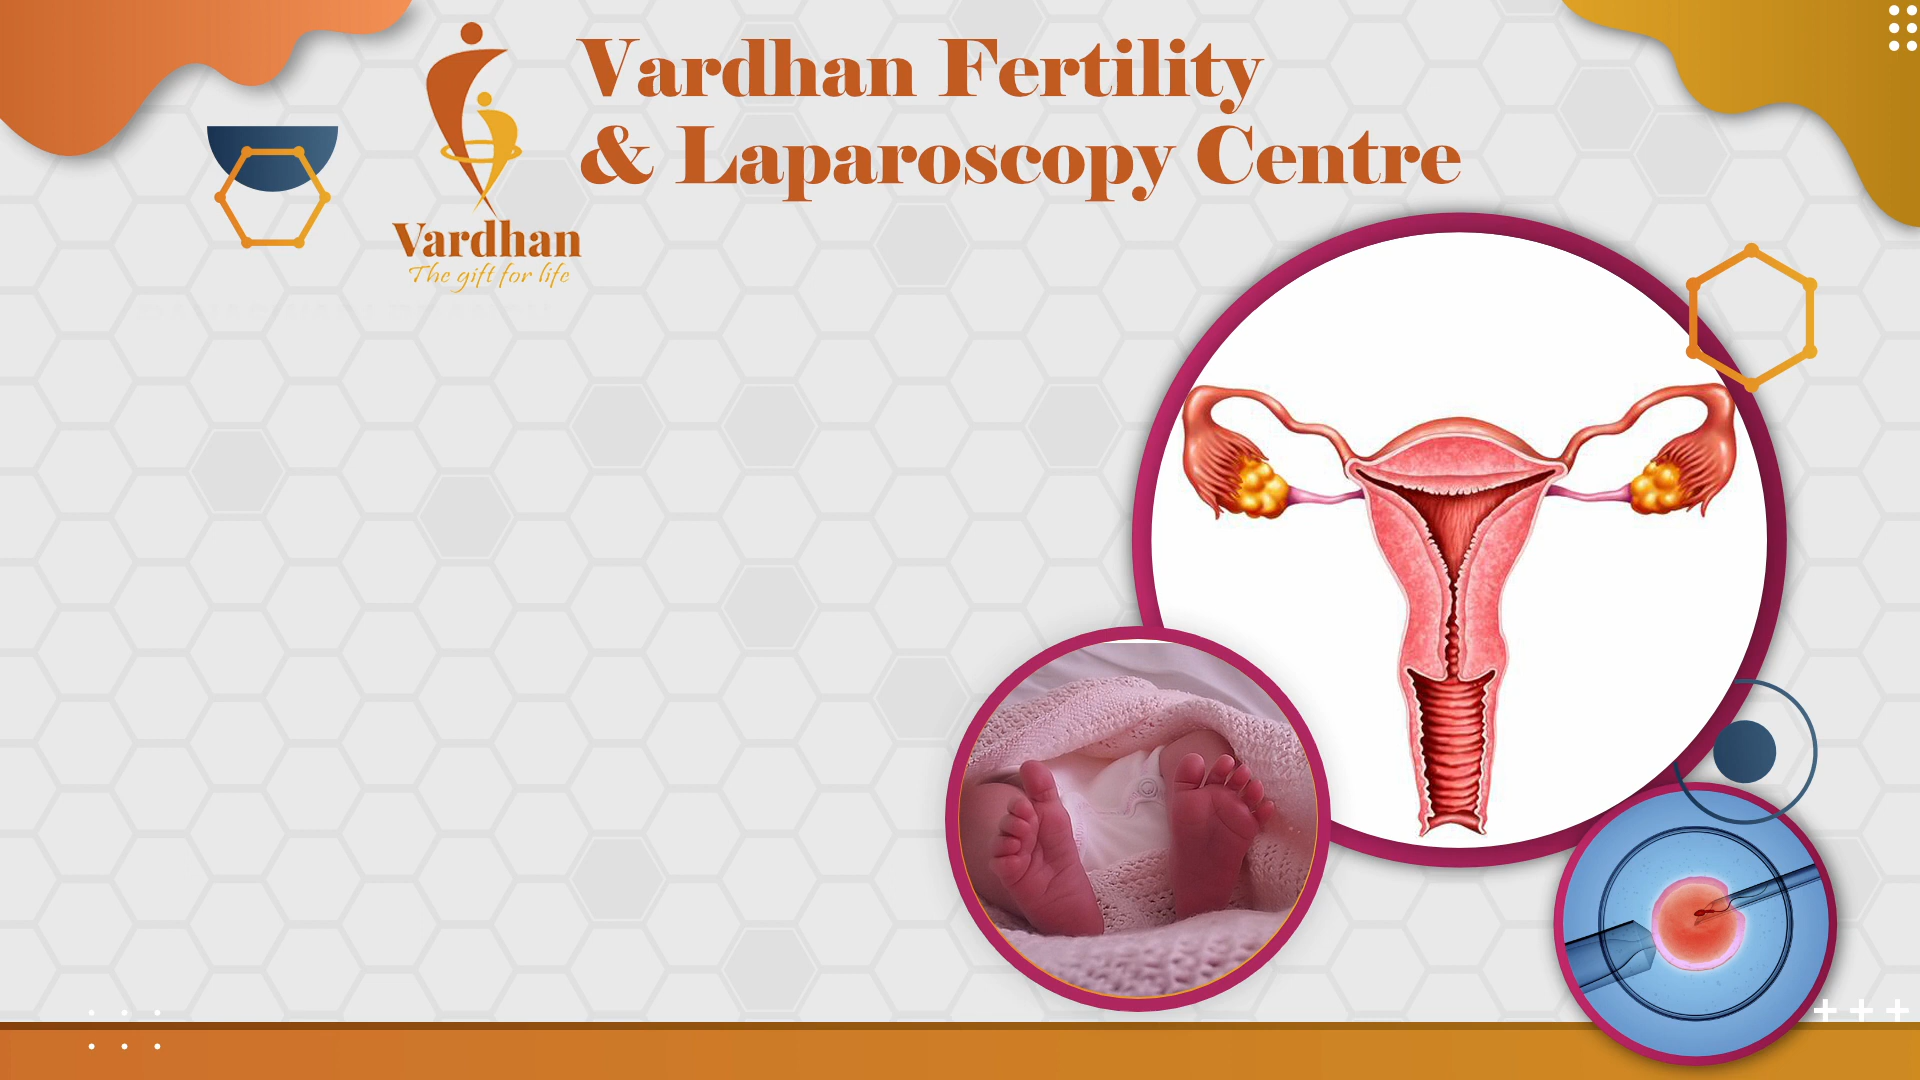 Vardhan Fertility
& Laparoscopy Centre
Vardhan
The gift for life